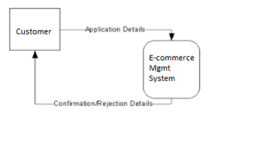 Customer
Application Details
E-commerce
Mgmt
System
Confirmation/Rejection Details